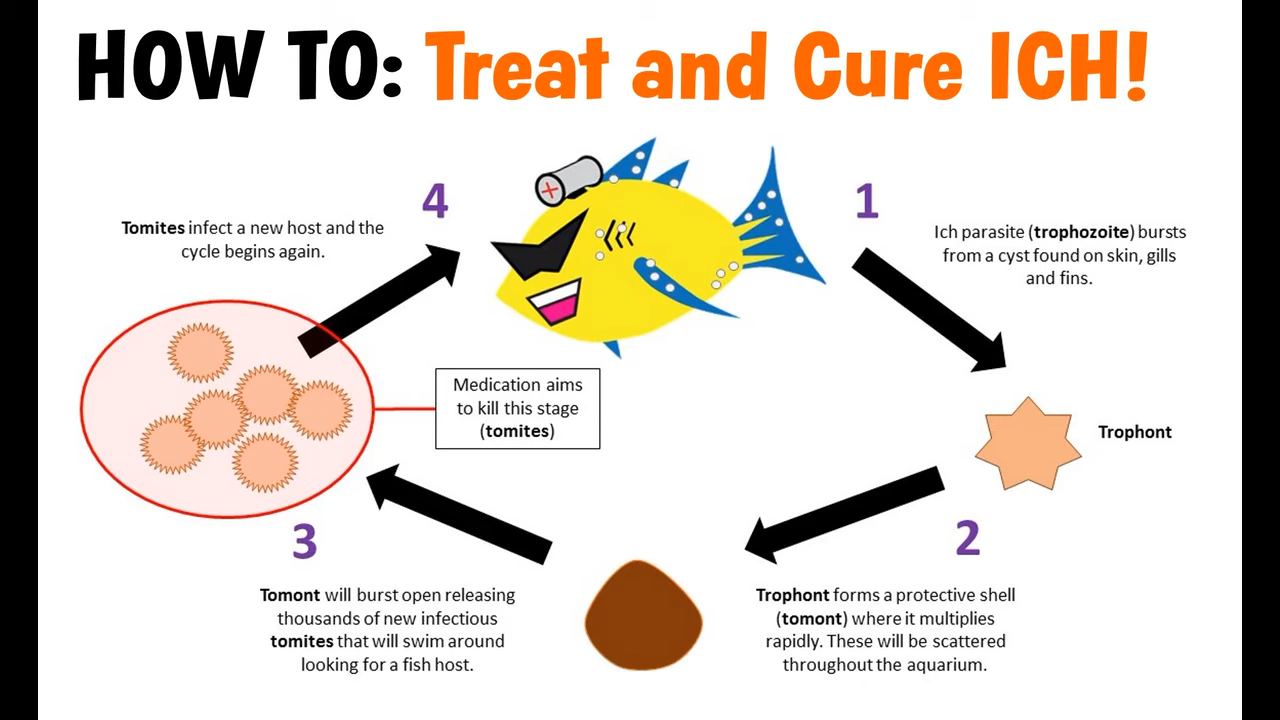 HOW TO: Treat and Cure ICH!
4
Tomites infect a new host and the
cycle begins again.
1
Ich parasite (trophozoite) bursts
from a cyst found on skin, gills
and fins.
Medication aims
to kill this stage
(tomites)
Trophont
3
Tomont will burst open releasing
thousands of new infectious
tomites that will swim around
looking for a fish host.
2
Trophont forms a protective shell
(tomont) where it multiplies
rapidly. These will be scattered
throughout the aquarium.